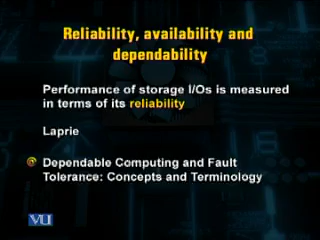 Reliability, availability and
dependability
Performance of storage I/Os is measured
in terms of its reliability
Laprie
Dependable Computing and Fault
Tolerance: Concepts and Terminology
VU